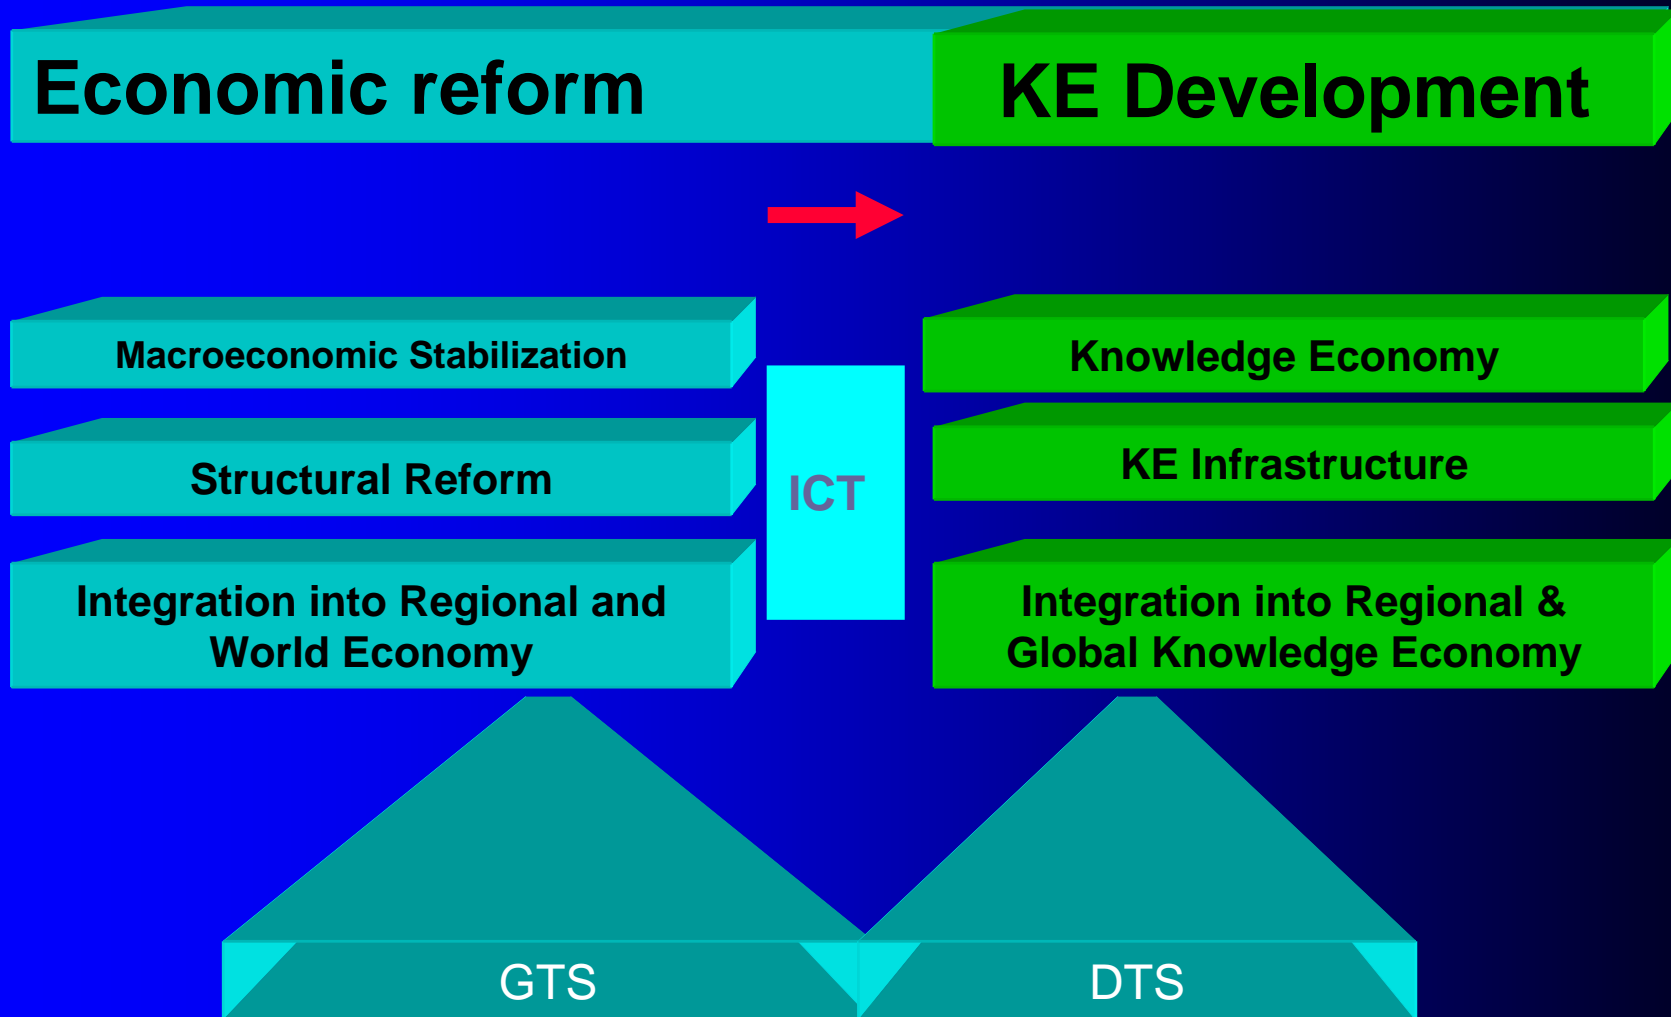 Economic reform
KE Development
Macroeconomic Stabilization
Knowledge Economy
Structural Reform
ICT
KE Infrastructure
Integration into Regional and
World Economy
Integration into Regional &
Global Knowledge Economy
GTS
DTS